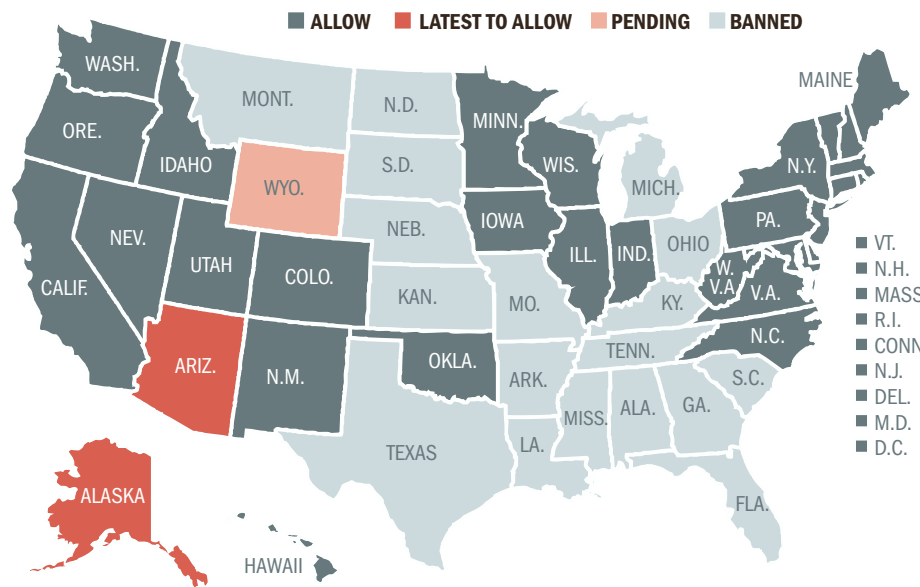 ALLOW LATEST TO ALLOW PENDING BANNED
WASH.
MONT.
N.D.
MINN.
MAINE
ORE.
IDAHO
S.D.
WIS.
MICH.
N.Y.
WYO.
NEB.
IOWA
PA.
NEV.
UTAH
COLO.
ILL.
IND.
OHIO
W.
V.A
V.A.
CALIF.
KAN.
MO.
KY.
N.C.
ARIZ.
N.M.
OKLA.
ARK.
TENN.
S.C.
TEXAS
LA.
MISS.
ALA.
GA.
FLA.
ALASKA
HAWAII
VT.
N.H.
MASS
R.I.
CONN
N.J.
DEL.
M.D.
D.C.